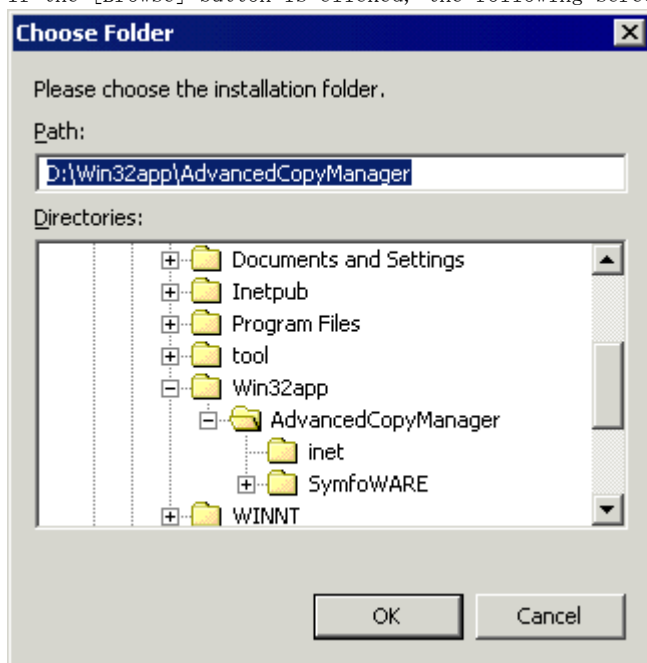 If the [Browse] button is clicked, the following scre
Choose Folder
Please choose the installation folder.
Path:
D:\Win32app\AdvancedCopyManager
Directories:
Documents and Settings
Inetpub
Program Files
tool
Win32app
AdvancedCopyManager
inet
SymfoWARE
WINNT
OK
Cancel